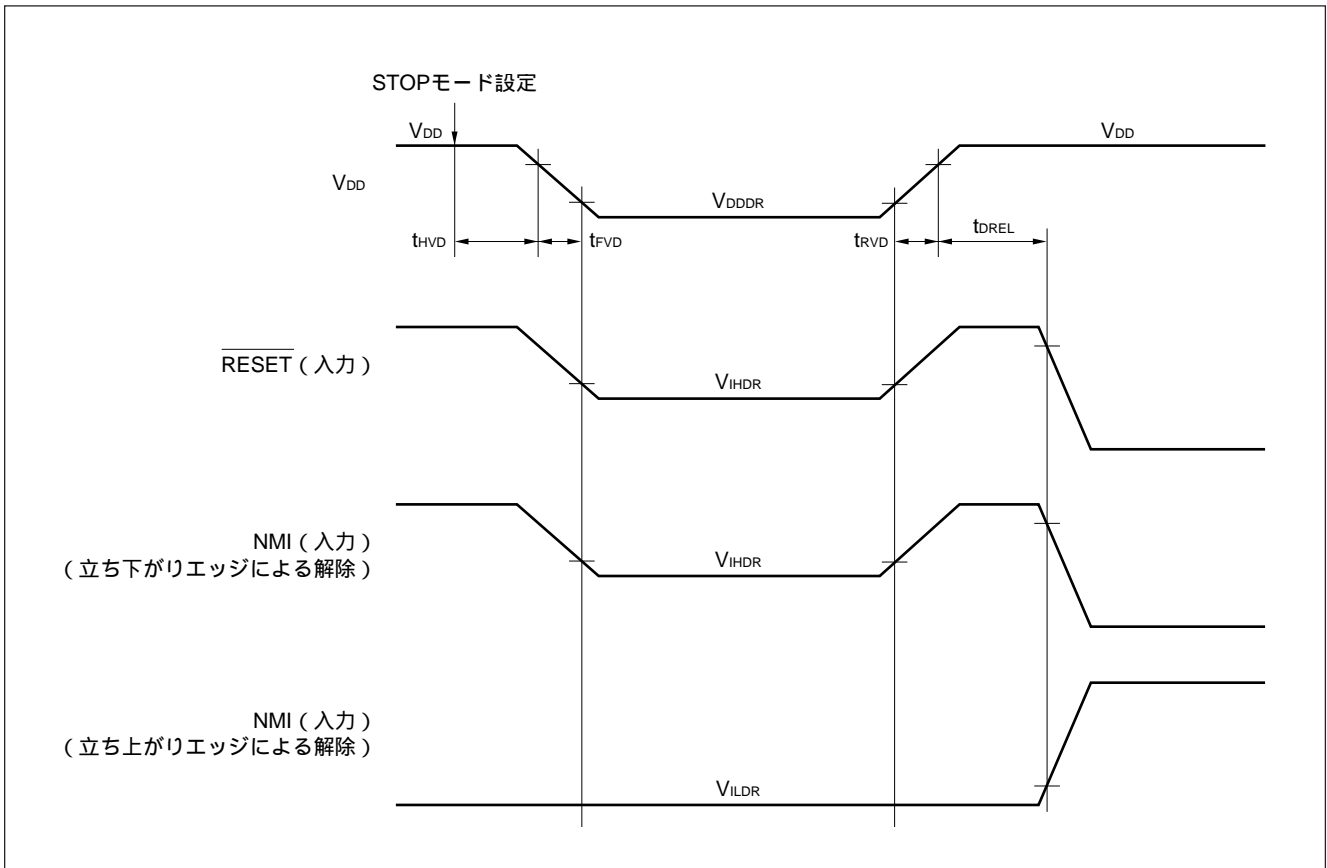 STOPモード設定
VDD
VDD
VDD
VDDDR
tHVD
tFVD
tRVD
tDREL
RESET（入力）
VIHDR
NMI（入力）
（立ち下がりエッジによる解除）
VIHDR
NMI（入力）
（立ち上がりエッジによる解除）
VILDR